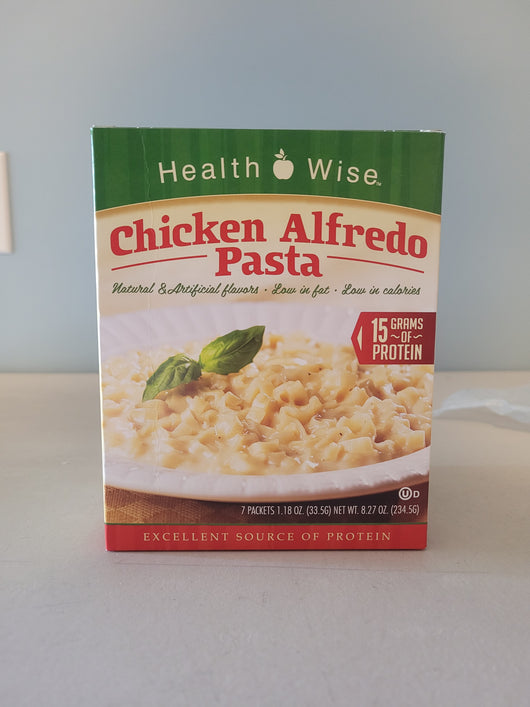 Health Wise™
Chicken Alfredo
Pasta
Natural & Artificial flavors · Low in fat · Low in calories
15 GRAMS
~OF~
PROTEIN
U D
7 PACKETS 1.18 OZ. (33.5G) NET WT. 8.27 OZ. (234.5G)
EXCELLENT SOURCE OF PROTEIN